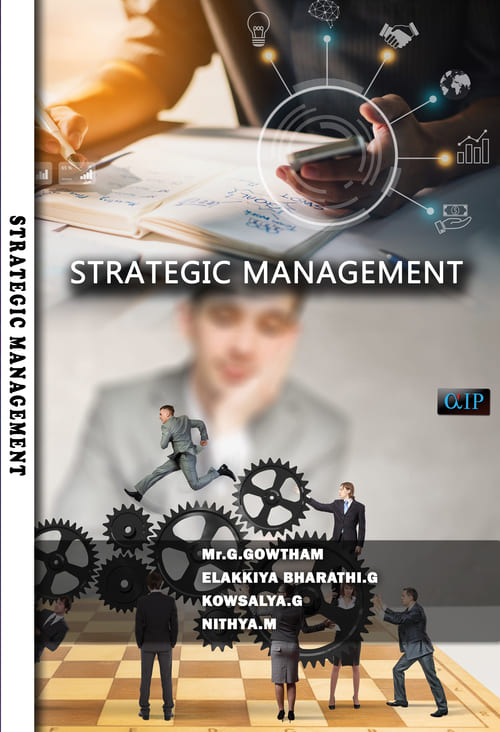 STRATEGIC MANAGEMENT
STRATEGIC MANAGEMENT
αIP
Mr.G.GOWTHAM
ELAKKIYA BHARATHI.G
KOWSALYA.G
NITHYA.M